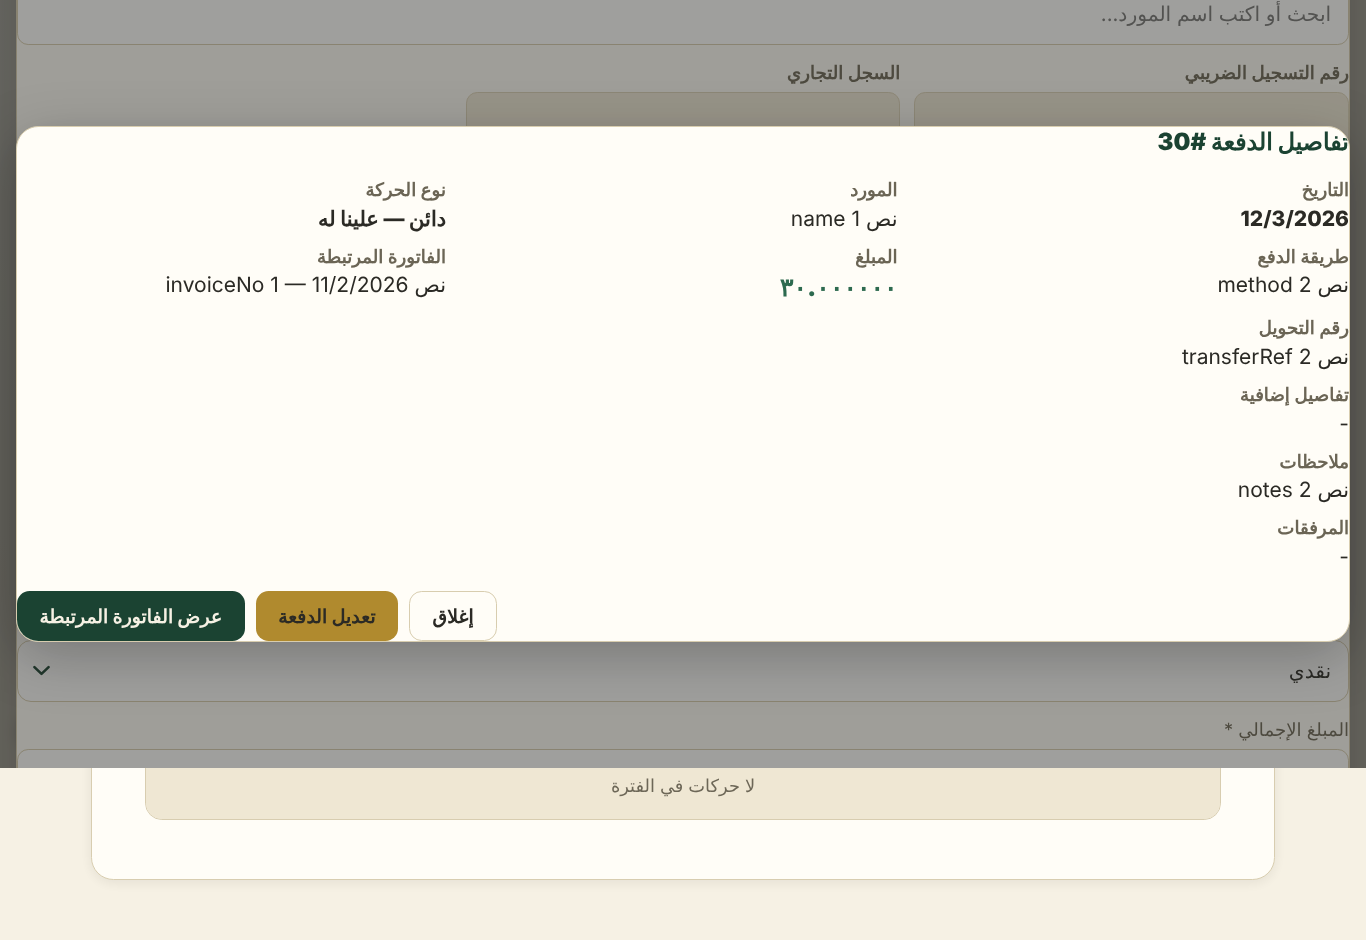 ابحث أو اكتب اسم المورد...
رقم التسجيل الضريبي
السجل التجاري
تفاصيل الدفعة #30
التاريخ
12/3/2026
المورد
نص name 1
نوع الحركة
دائن — علينا له
طريقة الدفع
نص method 2
المبلغ
٣٠.٠٠٠٠٠٠
الفاتورة المرتبطة
نص invoiceNo 1 — 11/2/2026
رقم التحويل
نص transferRef 2
تفاصيل إضافية
-
ملاحظات
نص notes 2
المرفقات
-
إغلاق
تعديل الدفعة
عرض الفاتورة المرتبطة
نقدي
المبلغ الإجمالي *
لا حركات في الفترة